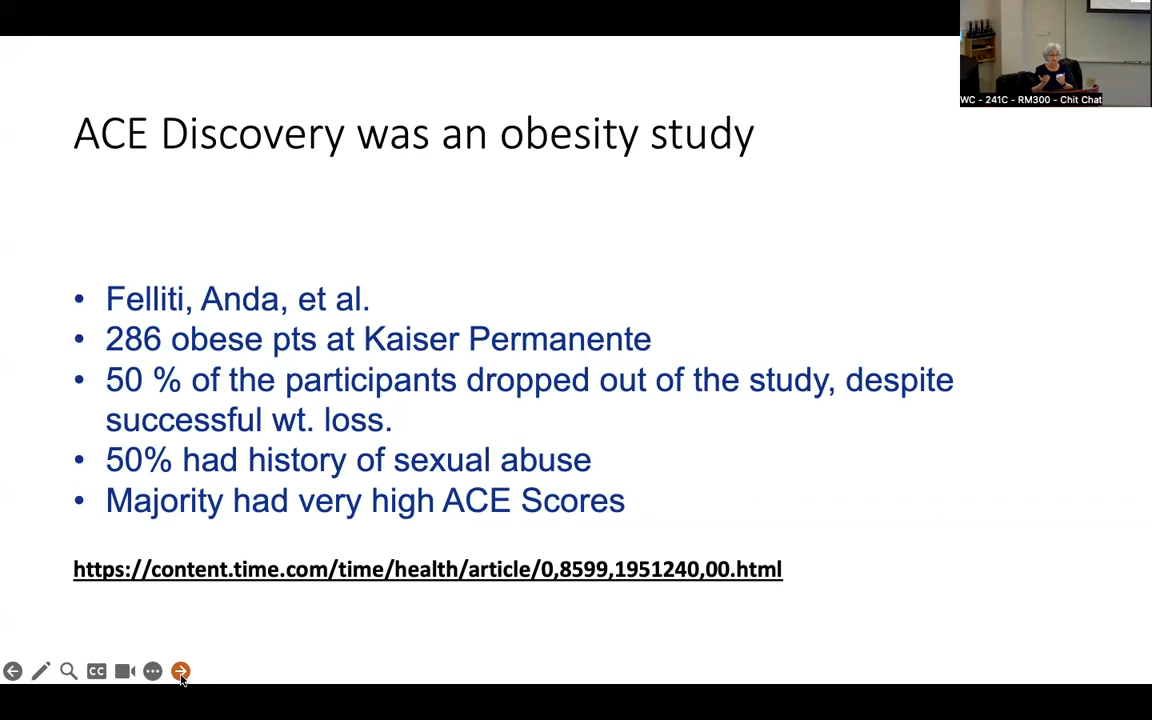 WC - 241C - RM300 - Chit Chat
ACE Discovery was an obesity study
• Felliti, Anda, et al.
• 286 obese pts at Kaiser Permanente
• 50 % of the participants dropped out of the study, despite
successful wt. loss.
• 50% had history of sexual abuse
• Majority had very high ACE Scores
https://content.time.com/time/health/article/0,8599,1951240,00.html
CC